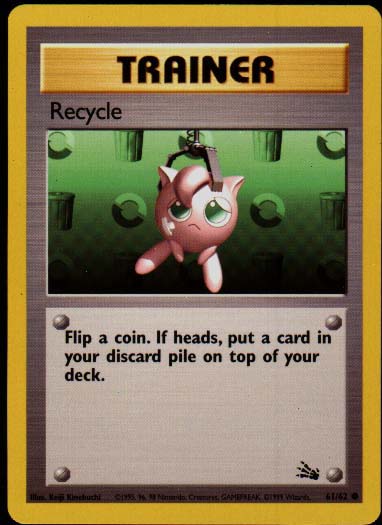 TRAINER
Recycle
Flip a coin. If heads, put a card in
your discard pile on top of your
deck.
Illus. Keiji Kinebuchi ©1995, 96, 98 Nintendo, Creatures, GAMEFREAK. ©1999 Wizards. 61/62